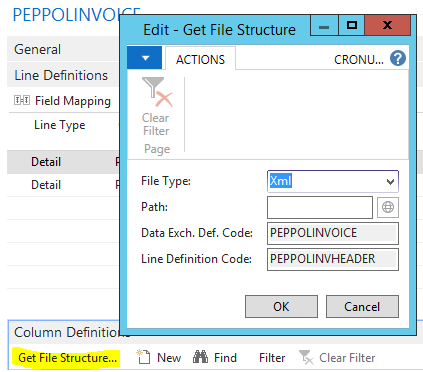 PEPPOLINVOICE
General
Line Definitions
Field Mapping
Line Type
Detail
Detail
Edit - Get File Structure
ACTIONS
CRONU...
Clear
Filter
Page
File Type:
Xml
Path:
Data Exch. Def. Code:
PEPPOLINVOICE
Line Definition Code:
PEPPOLINVHEADER
OK
Cancel
Column Definitions
Get File Structure...
New
Find
Filter
Clear Filter